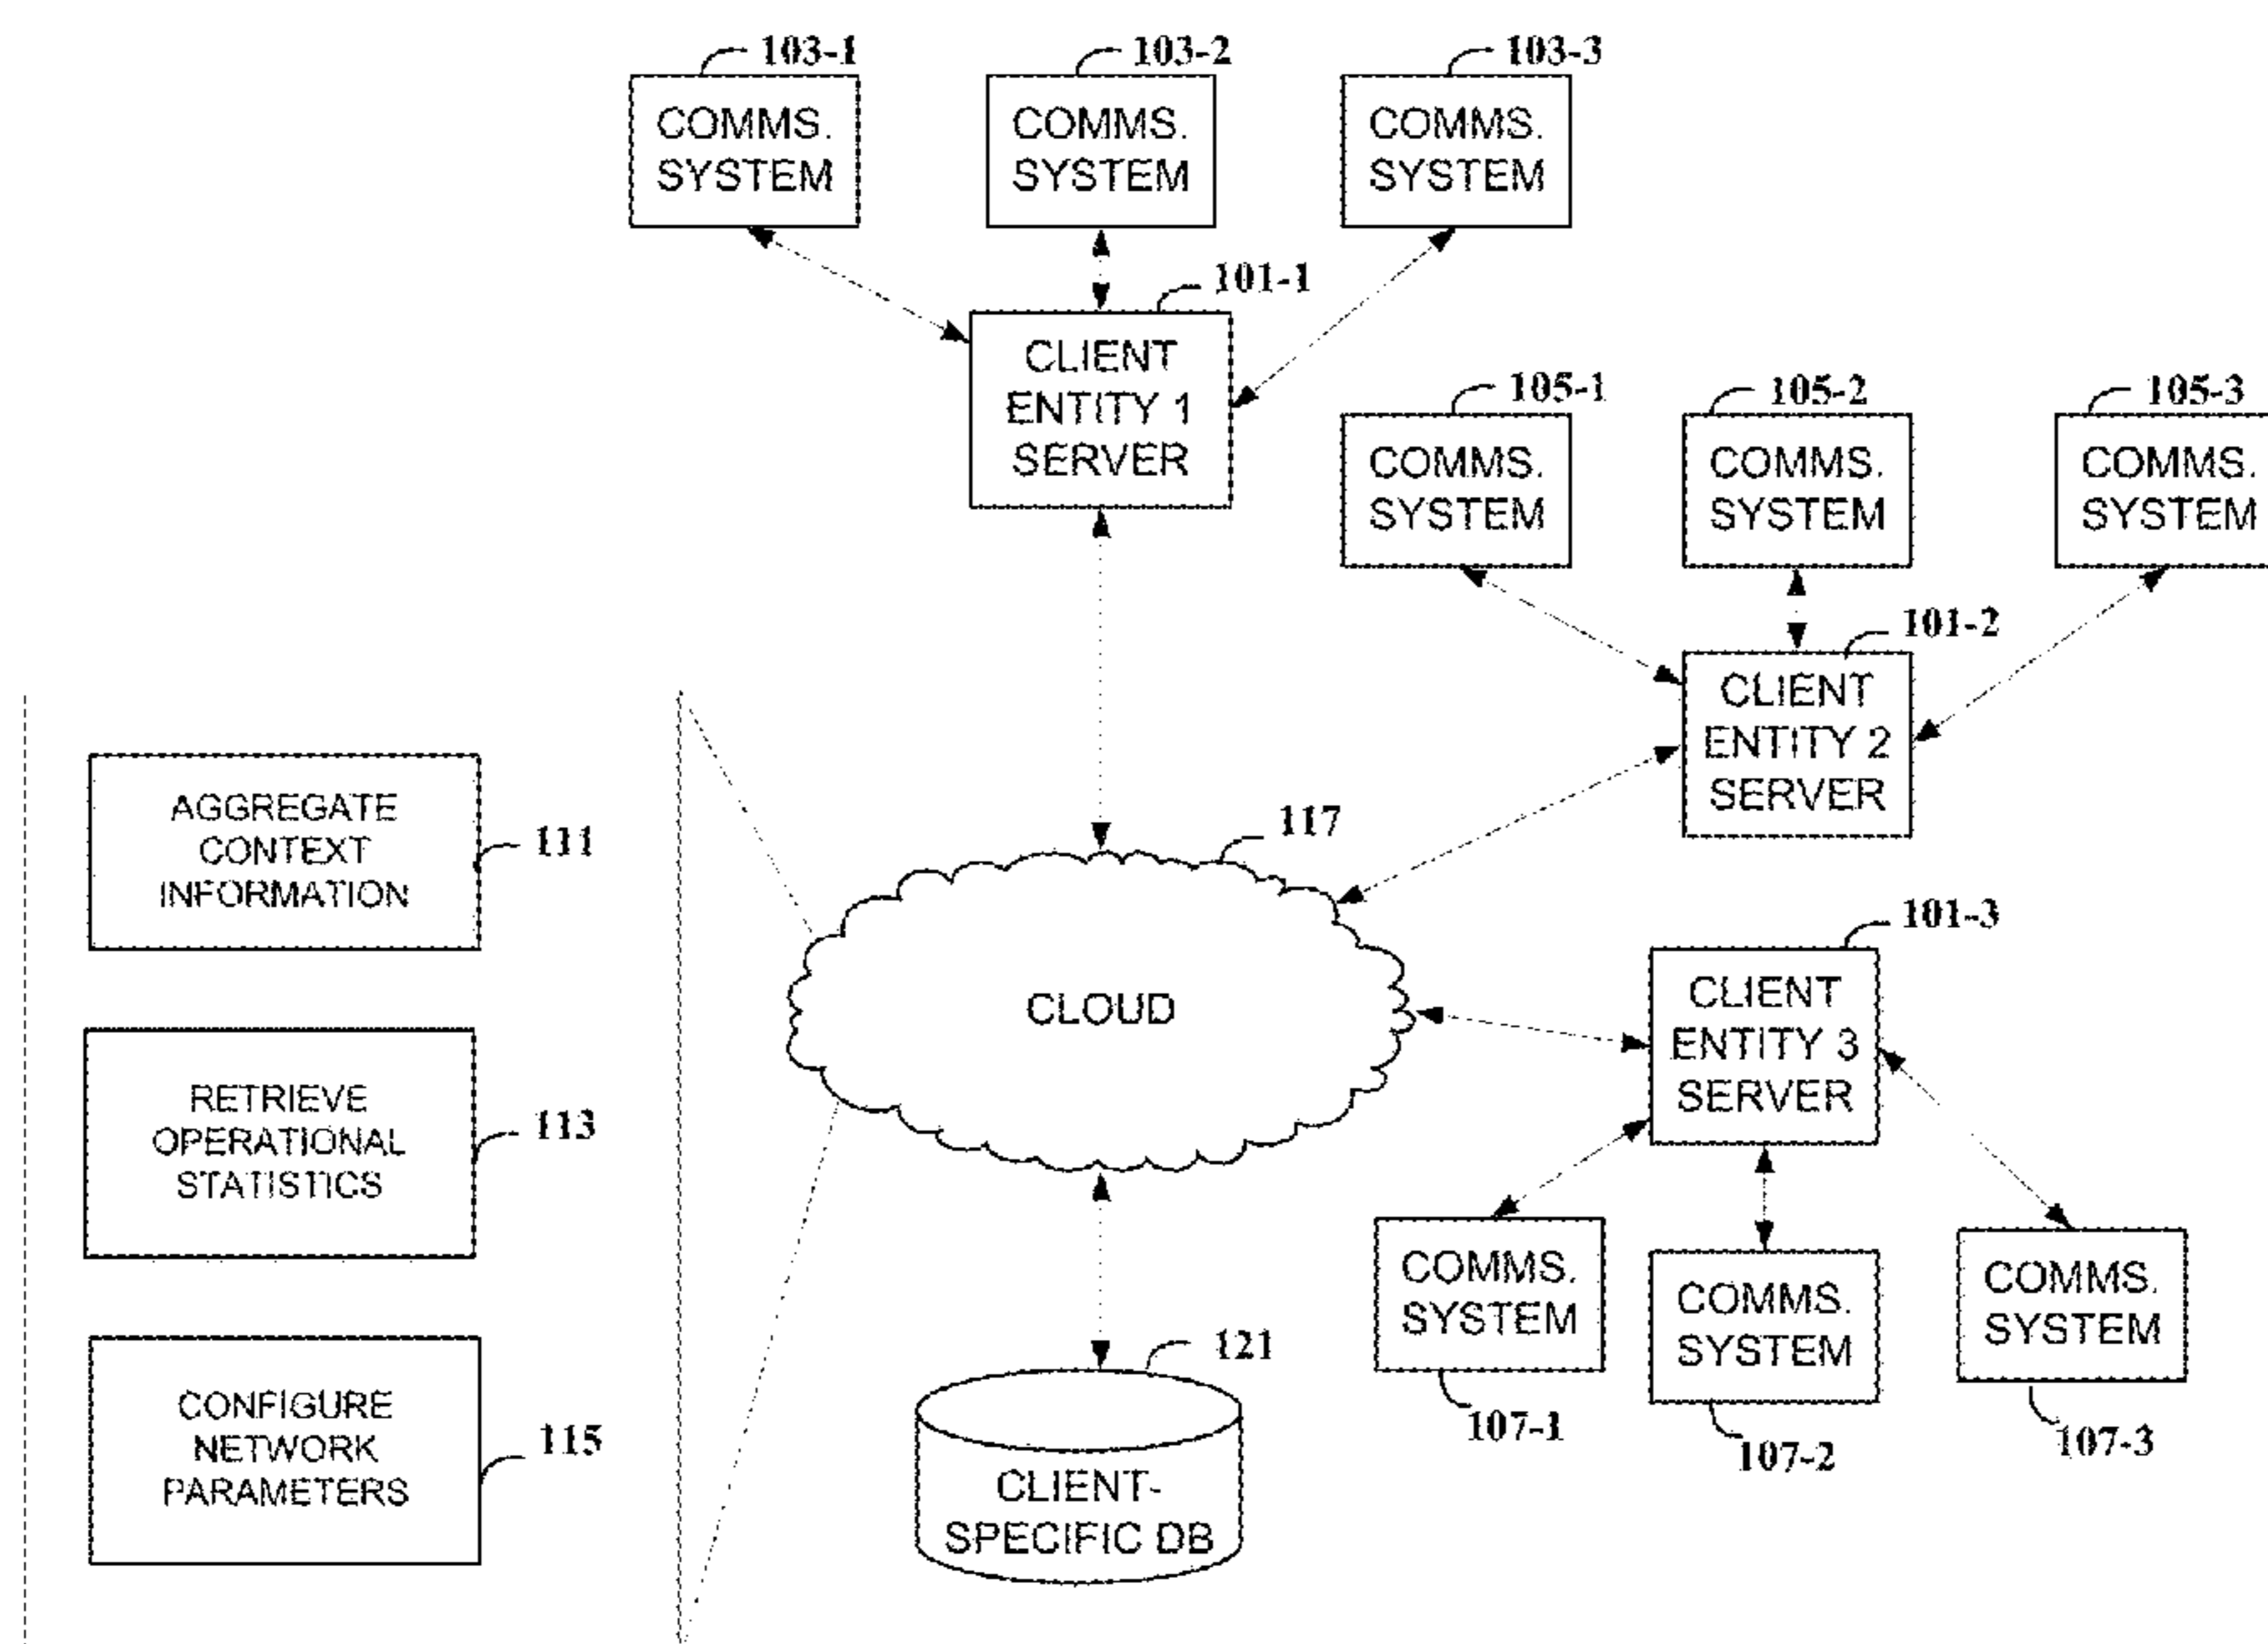 103-1
103-2
103-3
COMMS.
SYSTEM
COMMS.
SYSTEM
COMMS.
SYSTEM
101-1
CLIENT
ENTITY 1
SERVER
105-1
105-2
105-3
COMMS.
SYSTEM
COMMS.
SYSTEM
COMMS.
SYSTEM
101-2
CLIENT
ENTITY 2
SERVER
AGGREGATE
CONTEXT
INFORMATION
111
117
CLOUD
101-3
CLIENT
ENTITY 3
SERVER
RETRIEVE
OPERATIONAL
STATISTICS
113
COMMS.
SYSTEM
COMMS.
SYSTEM
COMMS.
SYSTEM
107-1
107-2
107-3
CONFIGURE
NETWORK
PARAMETERS
115
121
CLIENT-
SPECIFIC DB